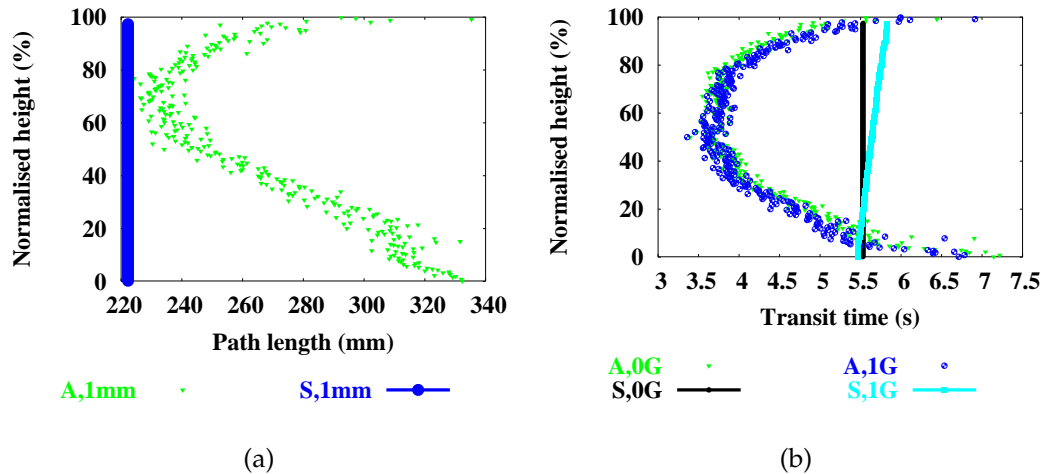 100
80
60
40
20
0
Normalised height (%)
220 240 260 280 300 320 340
Path length (mm)
A,1mm S,1mm
(a)
100
80
60
40
20
0
Normalised height (%)
3 3.5 4 4.5 5 5.5 6 6.5 7 7.5
Transit time (s)
A,0G A,1G
S,0G S,1G
(b)